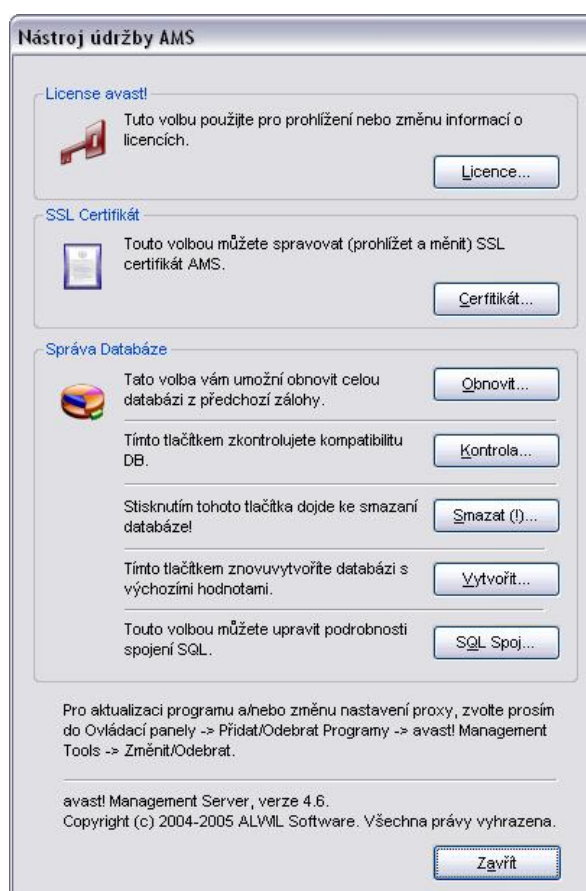 Nástroj údržby AMS
License avast!
Tuto volbu použijte pro prohlížení nebo změnu informací o
licencích.
Licence...
SSL Certifikát
Touto volbou můžete spravovat (prohlížet a měnit) SSL
certifikát AMS.
Cerfitikát...
Správa Databáze
Tato volba vám umožní obnovit celou
databázi z předchozí zálohy.
Obnovit...
Tímto tlačítkem zkontrolujete kompatibilitu
DB.
Kontrola...
Stisknutím tohoto tlačítka dojde ke smazaní
databáze!
Smazat (!)...
Tímto tlačítkem znovuvytvoříte databázi s
výchozími hodnotami.
Vytvořit...
Touto volbou můžete upravit podrobnosti
spojení SQL.
SQL Spoj...
Pro aktualizaci programu a/nebo změnu nastavení proxy, zvolte prosím
do Ovládací panely -> Přidat/Odebrat Programy -> avast! Management
Tools -> Změnit/Odebrat.
avast! Management Server, verze 4.6.
Copyright (c) 2004-2005 ALWIL Software. Všechna právy vyhrazena.
Zavřít